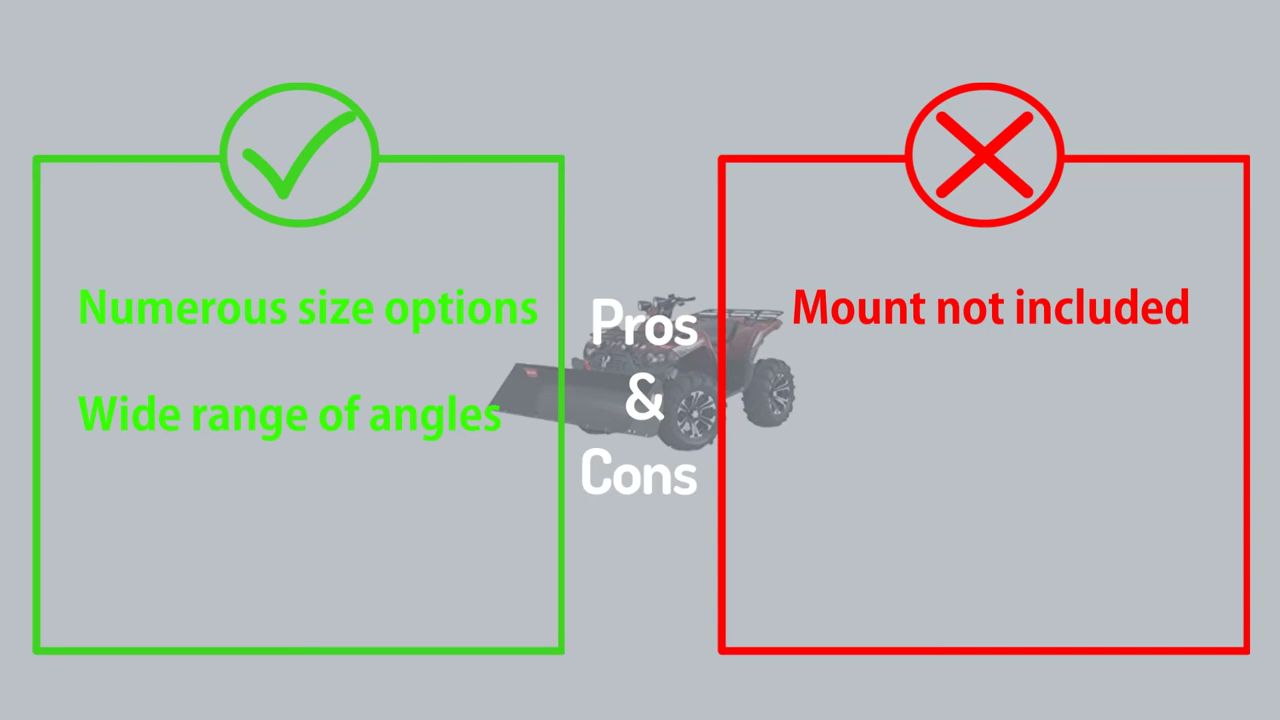 Numerous size options
Wide range of angles
Pros
&
Cons
Mount not included